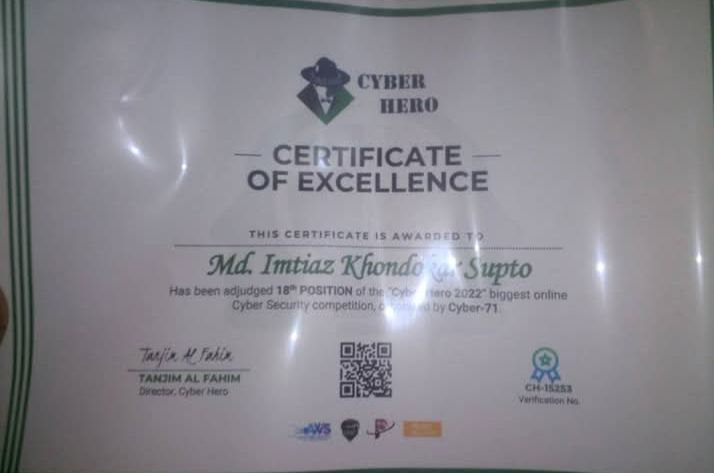 CYBER
HERO
CERTIFICATE
OF EXCELLENCE
THIS CERTIFICATE IS AWARDED TO
Md. Imtiaz Khondokar Supto
Has been adjudged 18th POSITION of the "Cyber Hero 2022" biggest online
Cyber Security competition, organized by Cyber-71.
Tanjim Al Fahim
TANJIM AL FAHIM
Director, Cyber Hero
CH-15253
Verification No.